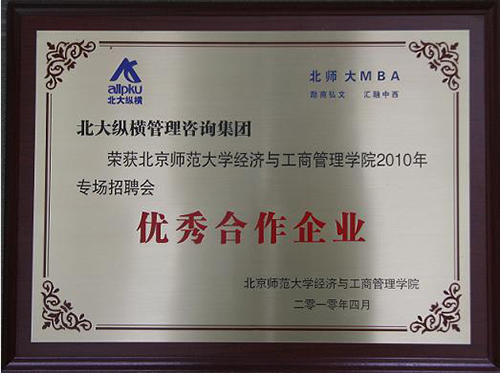 allpku
北大纵横
北师大MBA
励商弘文 汇融中西
北大纵横管理咨询集团
荣获北京师范大学经济与工商管理学院2010年
专场招聘会
优秀合作企业
北京师范大学经济与工商管理学院
二零一零年四月